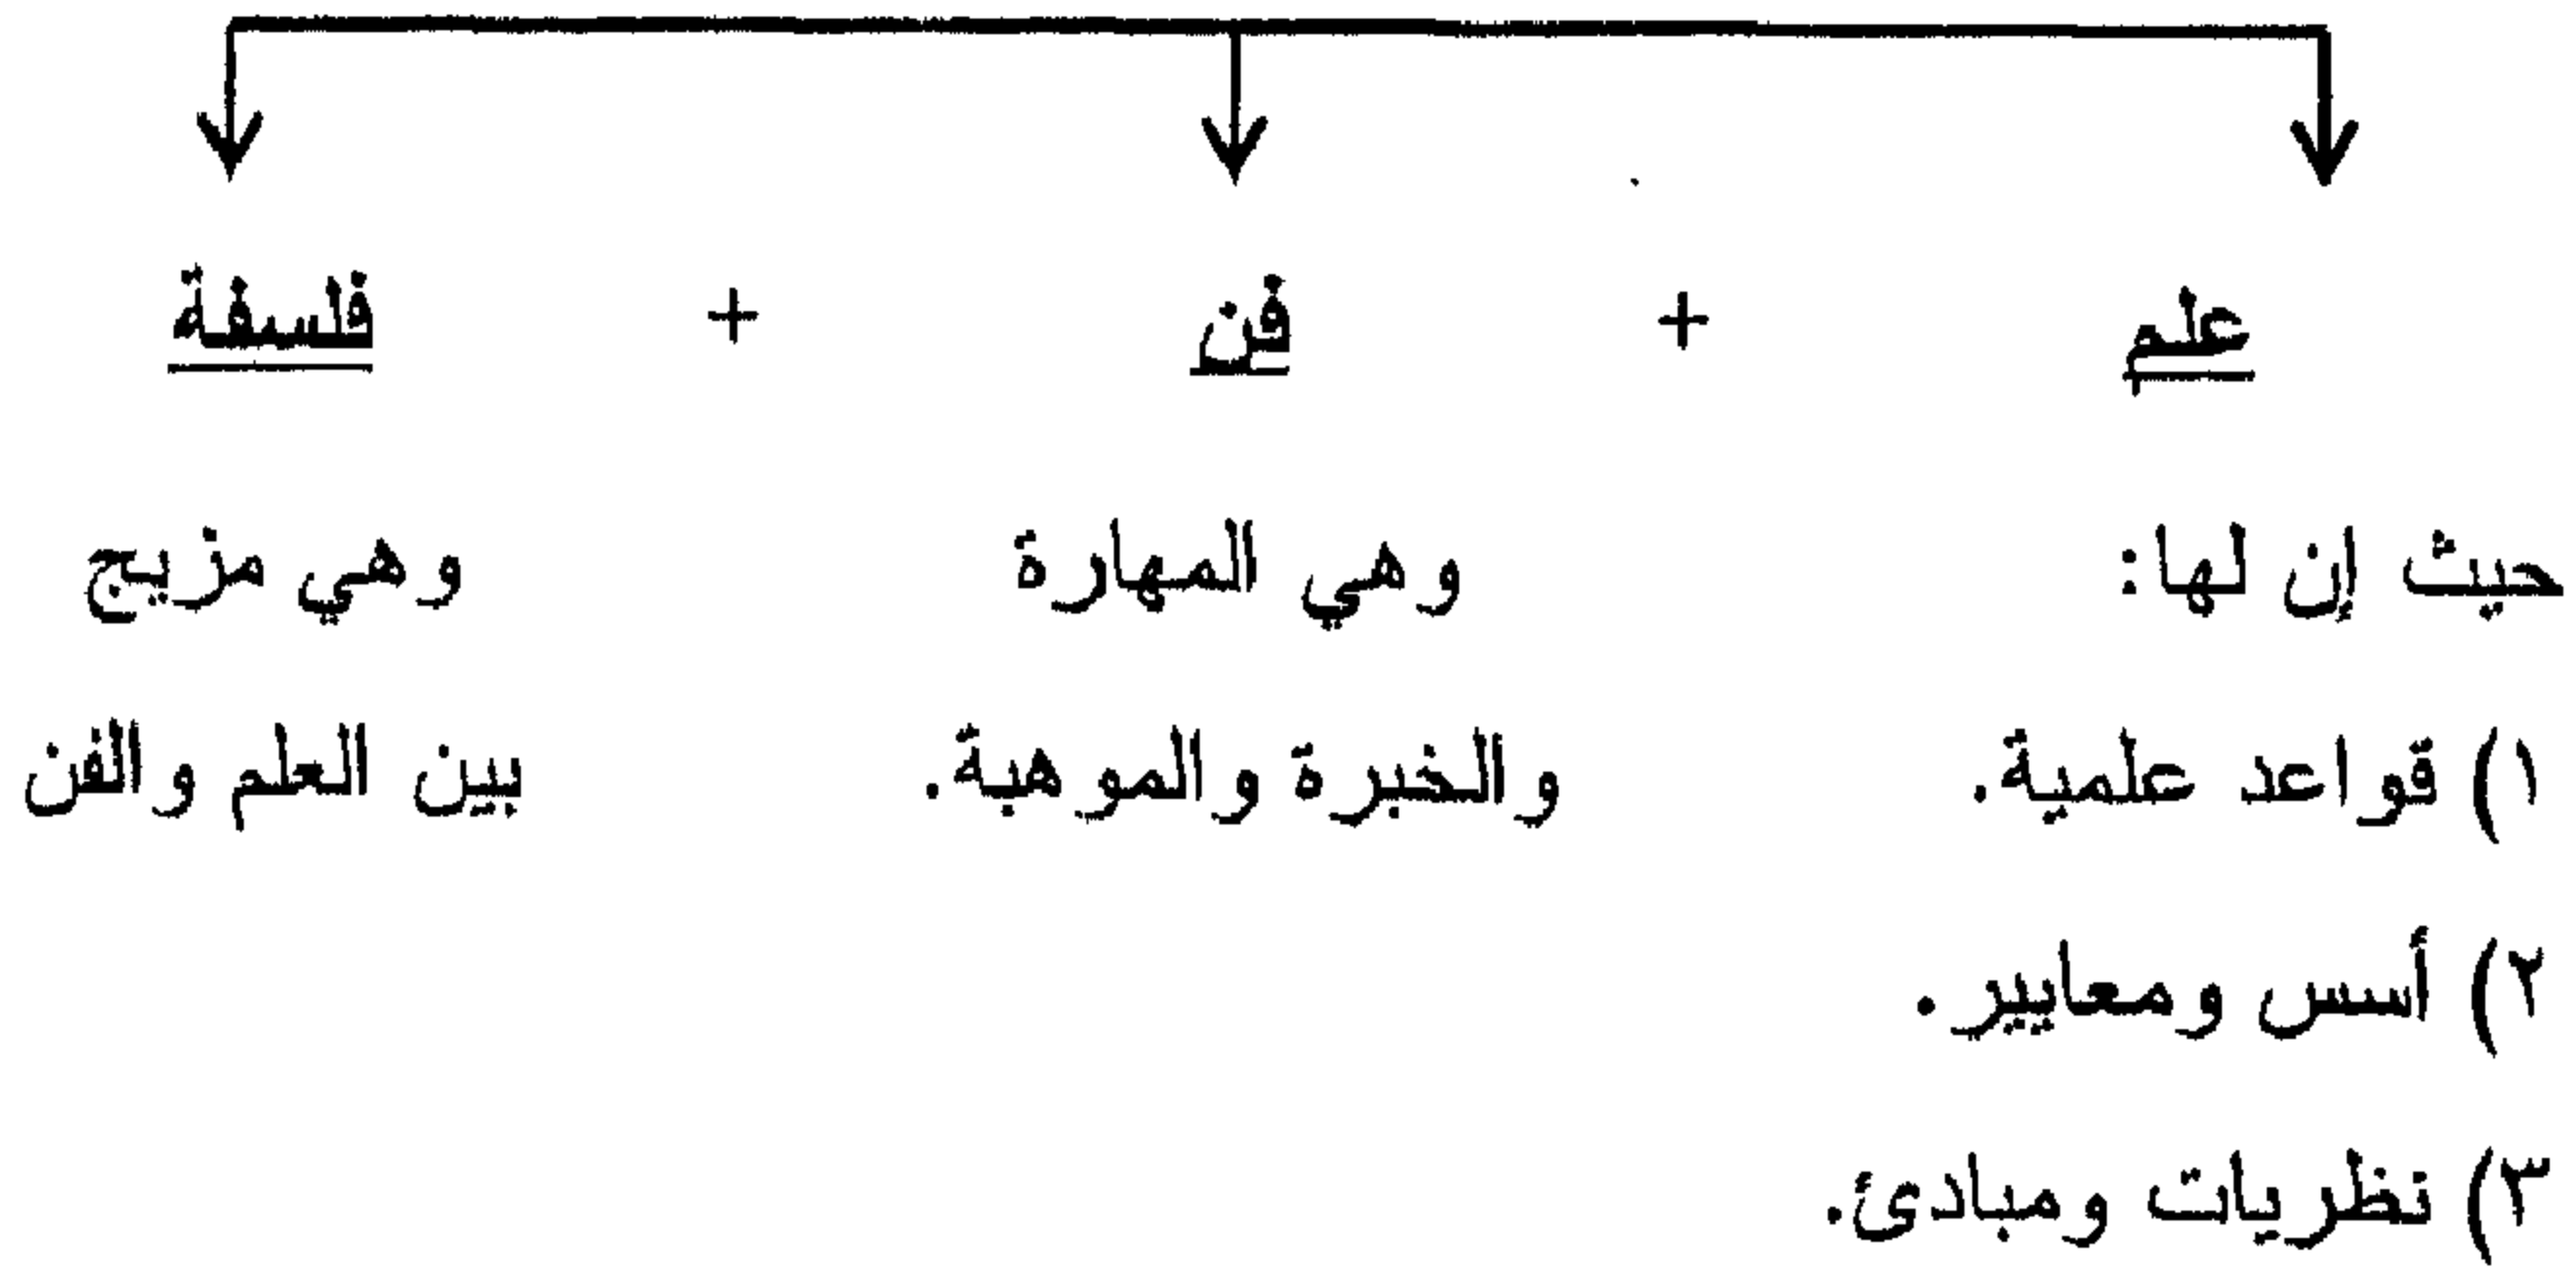 علم + فن + فلسفة
حيث إن لها: وهي المهارة وهي مزيج
١) قواعد علمية. والخبرة والموهبة. بين العلم والفن
٢) أسس ومعايير.
٣) نظريات ومبادئ.